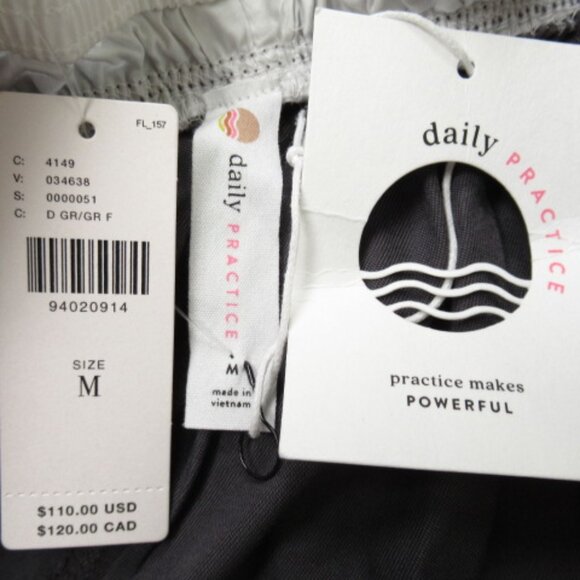 FL_157
C: 4149
V: 034638
S: 0000051
C: D GR/GR F
94020914
SIZE
M
$110.00 USD
$120.00 CAD
daily PRACTICE
M
made in
vietnam
daily PRACTICE
practice makes
POWERFUL